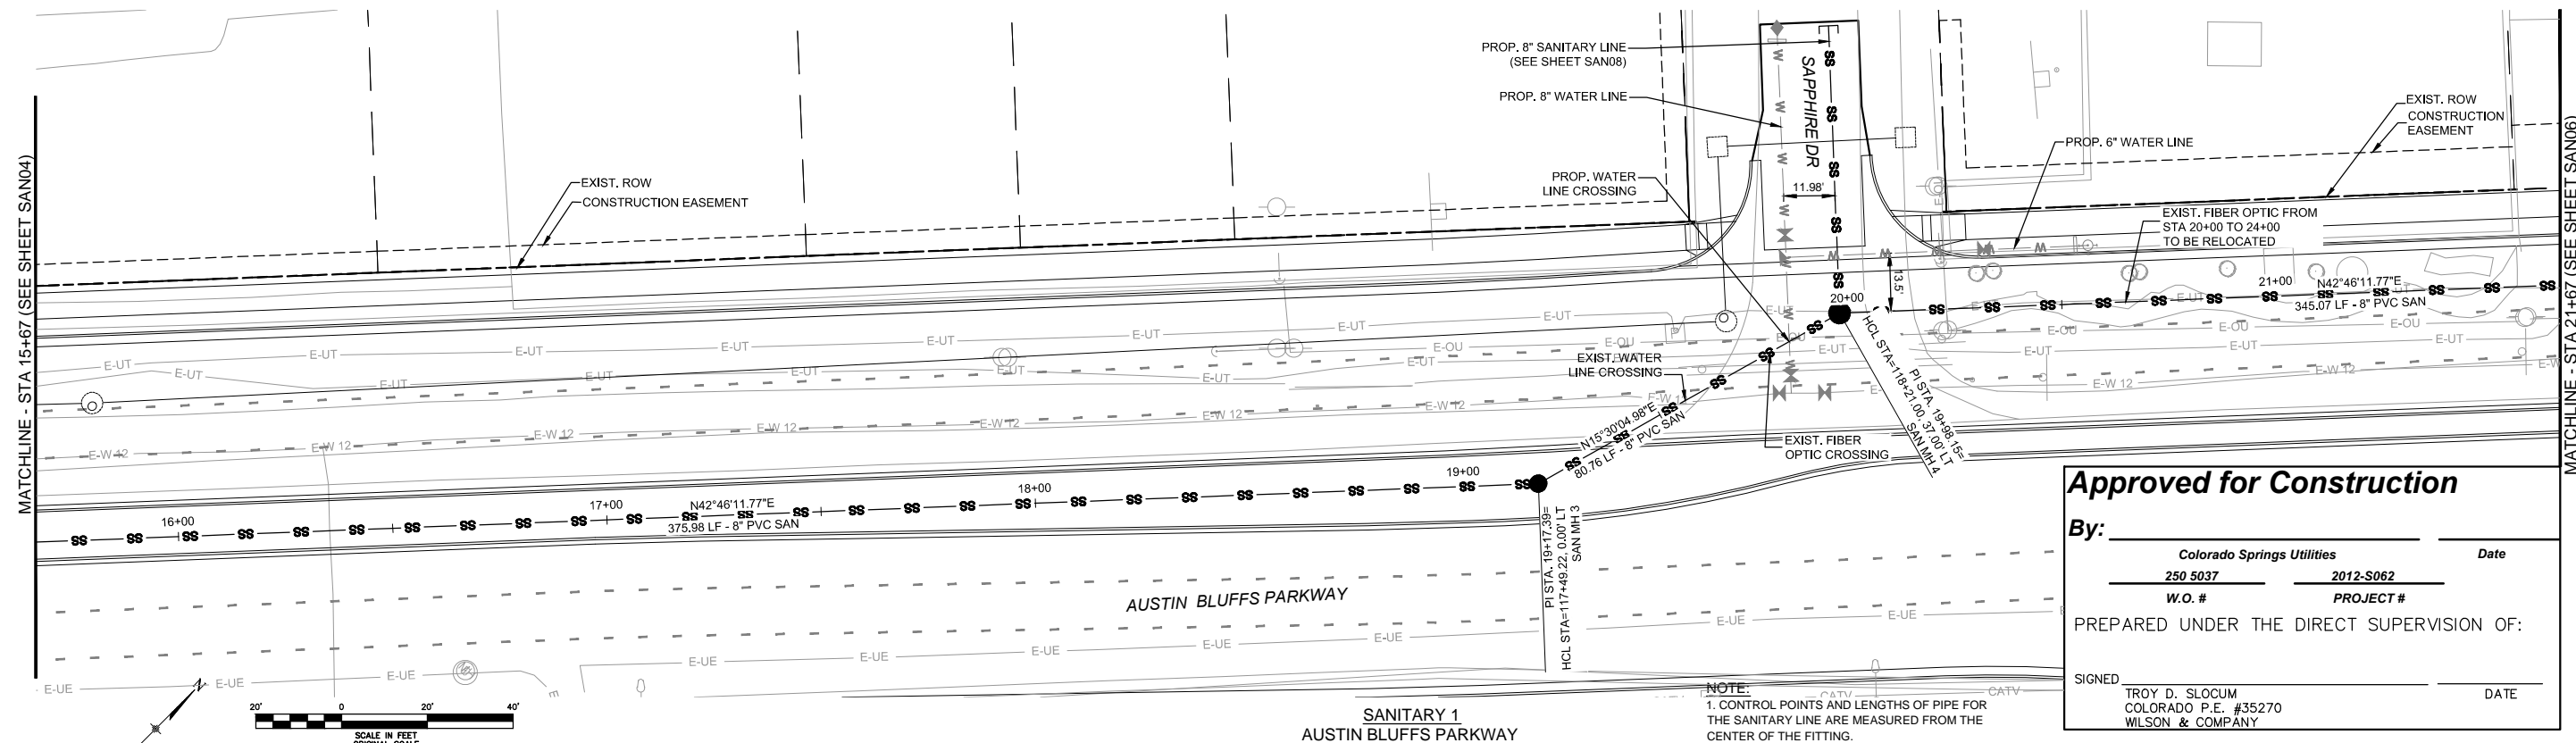 MATCHLINE - STA 15+67 (SEE SHEET SAN04)
EXIST. ROW
CONSTRUCTION EASEMENT
PROP. 8" SANITARY LINE
(SEE SHEET SAN08)
PROP. 8" WATER LINE
SAPPHIRE DR
PROP. WATER
LINE CROSSING
11.98'
PROP. 6" WATER LINE
EXIST. ROW
CONSTRUCTION
EASEMENT
EXIST. FIBER OPTIC FROM
STA 20+00 TO 24+00
TO BE RELOCATED
13.5'
20+00
21+00
N42°46'11.77"E
345.07 LF - 8" PVC SAN
MATCHLINE - STA 21+67 (SEE SHEET SAN06)
E-UT
E-OU
E-W 12
EXIST. WATER
LINE CROSSING
N15°30'04.98"E
80.76 LF - 8" PVC SAN
EXIST. FIBER
OPTIC CROSSING
PI STA. 19+98.15=
HCL STA=118+21.00, 37.00' LT
SAN MH 4
16+00
17+00
N42°46'11.77"E
375.98 LF - 8" PVC SAN
18+00
19+00
SS
PI STA. 19+17.39=
HCL STA=117+49.22, 0.00' LT
SAN MH 3
AUSTIN BLUFFS PARKWAY
E-UE
CATV
N
20' 0 20' 40'
SCALE IN FEET
ORIGINAL SCALE
SANITARY 1
AUSTIN BLUFFS PARKWAY
NOTE:
1. CONTROL POINTS AND LENGTHS OF PIPE FOR
THE SANITARY LINE ARE MEASURED FROM THE
CENTER OF THE FITTING.
Approved for Construction
By:
Colorado Springs Utilities Date
250 5037 2012-S062
W.O. # PROJECT #
PREPARED UNDER THE DIRECT SUPERVISION OF:
SIGNED
TROY D. SLOCUM DATE
COLORADO P.E. #35270
WILSON & COMPANY